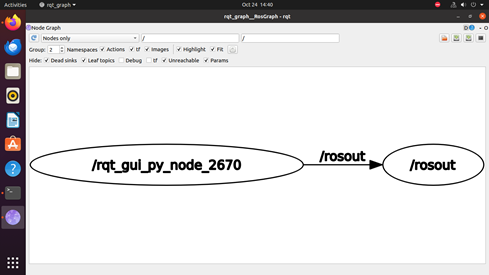 Activities
rqt_graph
Oct 24 14:40
rqt_graph__RosGraph - rqt
Node Graph
Nodes only / /
Group: 2 Namespaces Actions tf Images Highlight Fit
Hide: Dead sinks Leaf topics Debug tf Unreachable Params
/rqt_gui_py_node_2670 /rosout /rosout